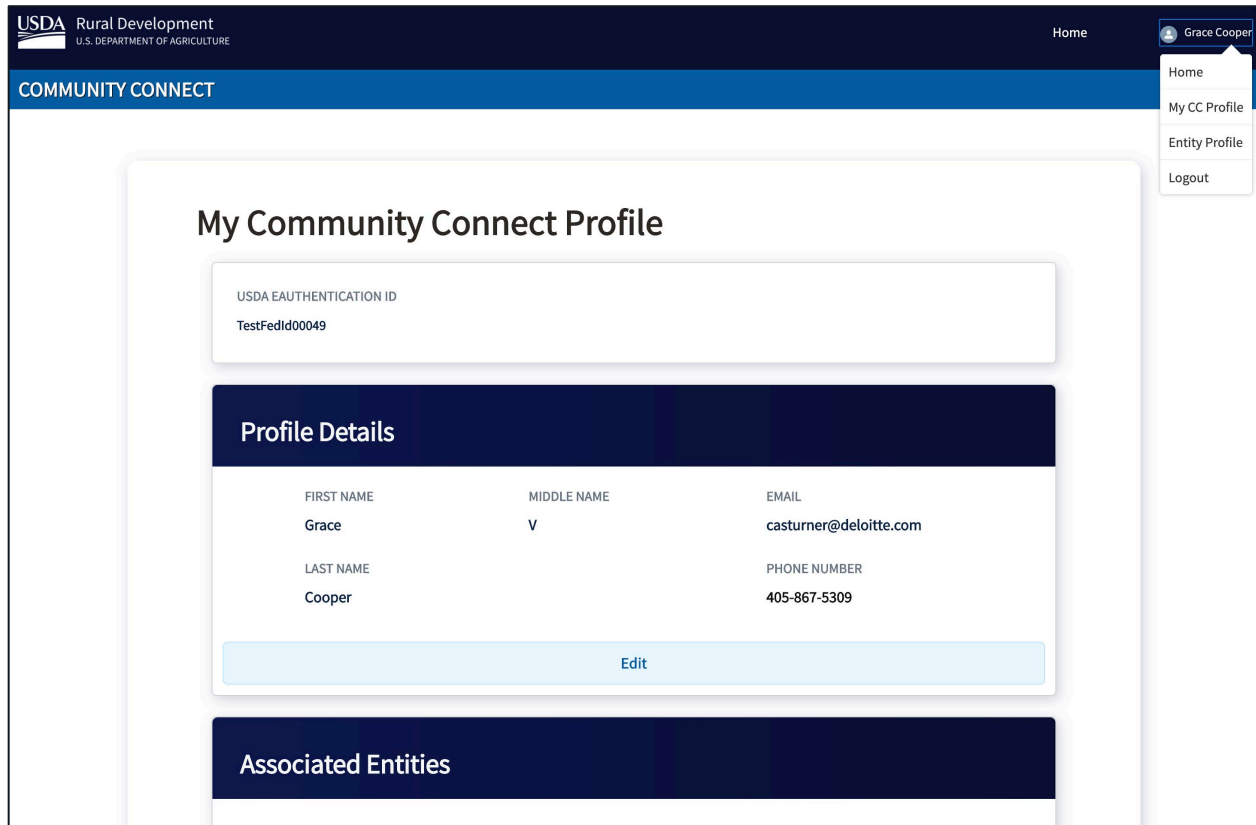 USDA Rural Development
U.S. DEPARTMENT OF AGRICULTURE
Home
Grace Cooper
COMMUNITY CONNECT
Home
My CC Profile
Entity Profile
Logout
My Community Connect Profile
USDA EAUTHENTICATION ID
TestFedId00049
Profile Details
FIRST NAME MIDDLE NAME EMAIL
Grace V casturner@deloitte.com
LAST NAME PHONE NUMBER
Cooper 405-867-5309
Edit
Associated Entities